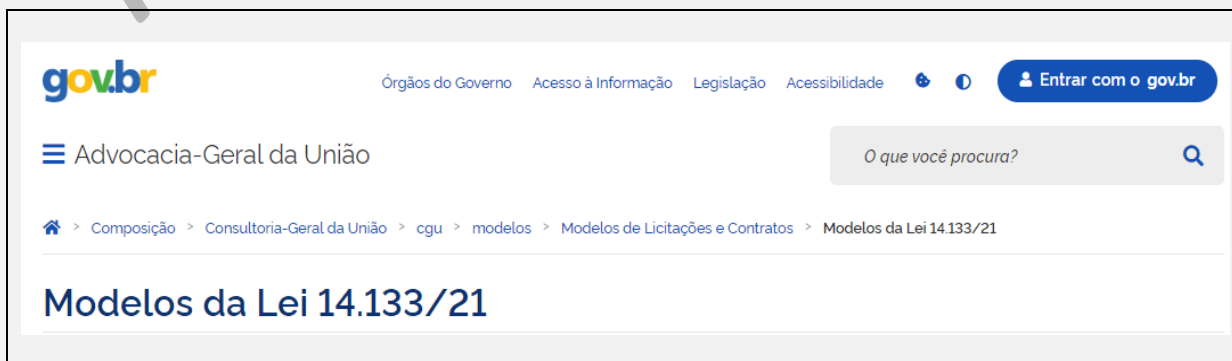 gov.br Órgãos do Governo Acesso à Informação Legislação Acessibilidade Entrar com o gov.br
Advocacia-Geral da União O que você procura?
> Composição > Consultoria-Geral da União > cgu > modelos > Modelos de Licitações e Contratos > Modelos da Lei 14.133/21
Modelos da Lei 14.133/21